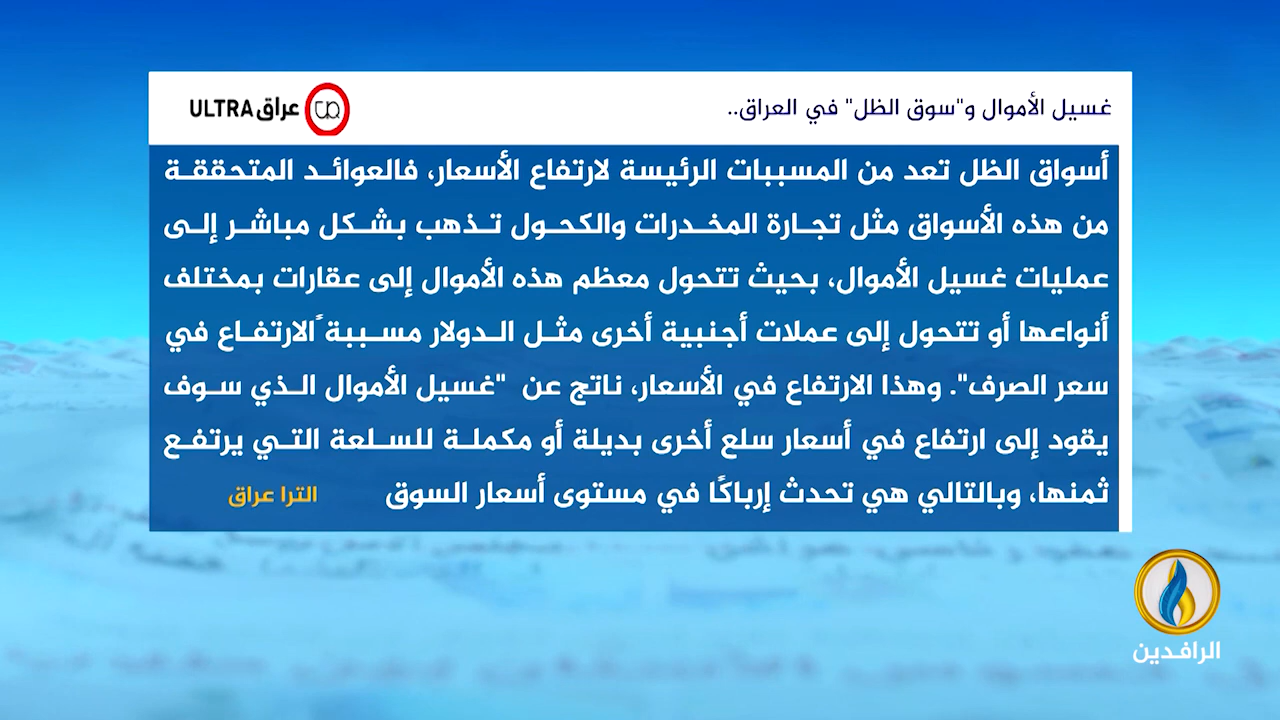 غسيل الأموال و"سوق الظل" في العراق..
عراق ULTRA
أسواق الظل تعد من المسببات الرئيسة لارتفاع الأسعار، فالعوائد المتحققة
من هذه الأسواق مثل تجارة المخدرات والكحول تذهب بشكل مباشر إلى
عمليات غسيل الأموال، بحيث تتحول معظم هذه الأموال إلى عقارات بمختلف
أنواعها أو تتحول إلى عملات أجنبية أخرى مثل الدولار مسببة ًالارتفاع في
سعر الصرف". وهذا الارتفاع في الأسعار، ناتج عن "غسيل الأموال الذي سوف
يقود إلى ارتفاع في أسعار سلع أخرى بديلة أو مكملة للسلعة التي يرتفع
ثمنها، وبالتالي هي تحدث إرباكًا في مستوى أسعار السوق
الترا عراق
الرافدين